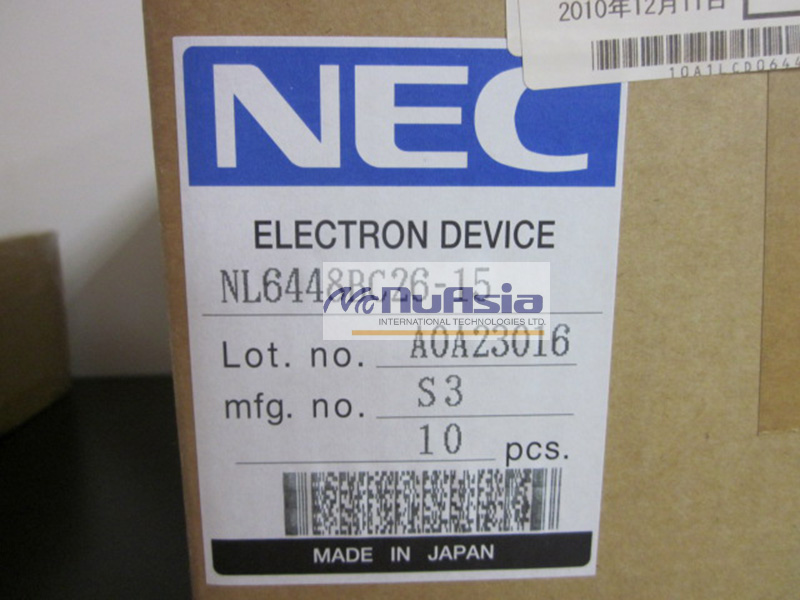 2010年12月11日
10A1LCD0644
NEC
ELECTRON DEVICE
NL6448BC26-15
NuAsia
INTERNATIONAL TECHNOLOGIES LTD.
Lot. no. A0A23016
mfg. no. S3
10 pcs.
MADE IN JAPAN